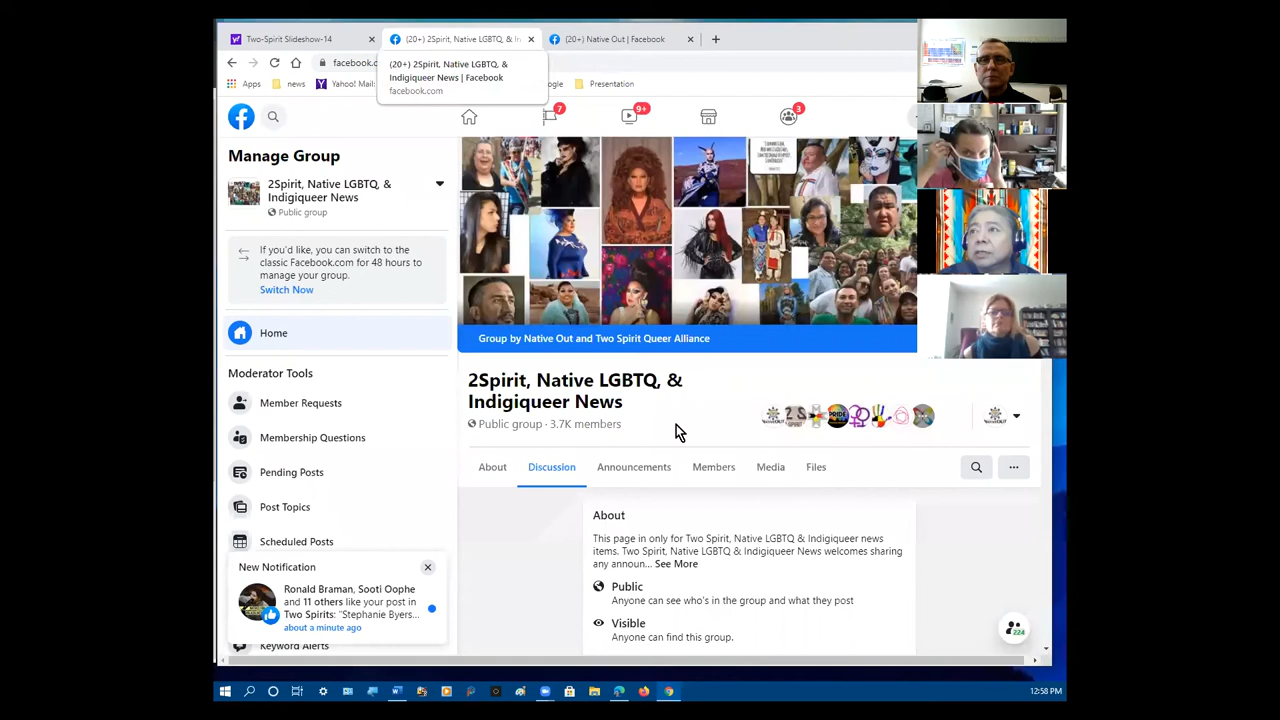 Two-Spirit Slideshow-14
(20+) 2Spirit, Native LGBTQ, & In
(20+) Native Out | Facebook
facebook.c
(20+) 2Spirit, Native LGBTQ, &
Indigiqueer News | Facebook
facebook.com
Apps
news
Yahoo! Mail
ogle
Presentation
7
9+
3
Manage Group
2Spirit, Native LGBTQ, &
Indigiqueer News
Public group
If you'd like, you can switch to the
classic Facebook.com for 48 hours to
manage your group.
Switch Now
Home
Moderator Tools
Member Requests
Membership Questions
Pending Posts
Post Topics
Scheduled Posts
New Notification
Ronald Braman, Sooti Oophe
and 11 others like your post in
Two Spirits: "Stephanie Byers...
about a minute ago
Keyword Alerts
Group by Native Out and Two Spirit Queer Alliance
2Spirit, Native LGBTQ, &
Indigiqueer News
Public group · 3.7K members
PRIDE
About
Discussion
Announcements
Members
Media
Files
About
This page in only for Two Spirit, Native LGBTQ & Indigiqueer news
items. Two Spirit, Native LGBTQ & Indigiqueer News welcomes sharing
any announ... See More
Public
Anyone can see who's in the group and what they post
Visible
Anyone can find this group.
224
12:58 PM